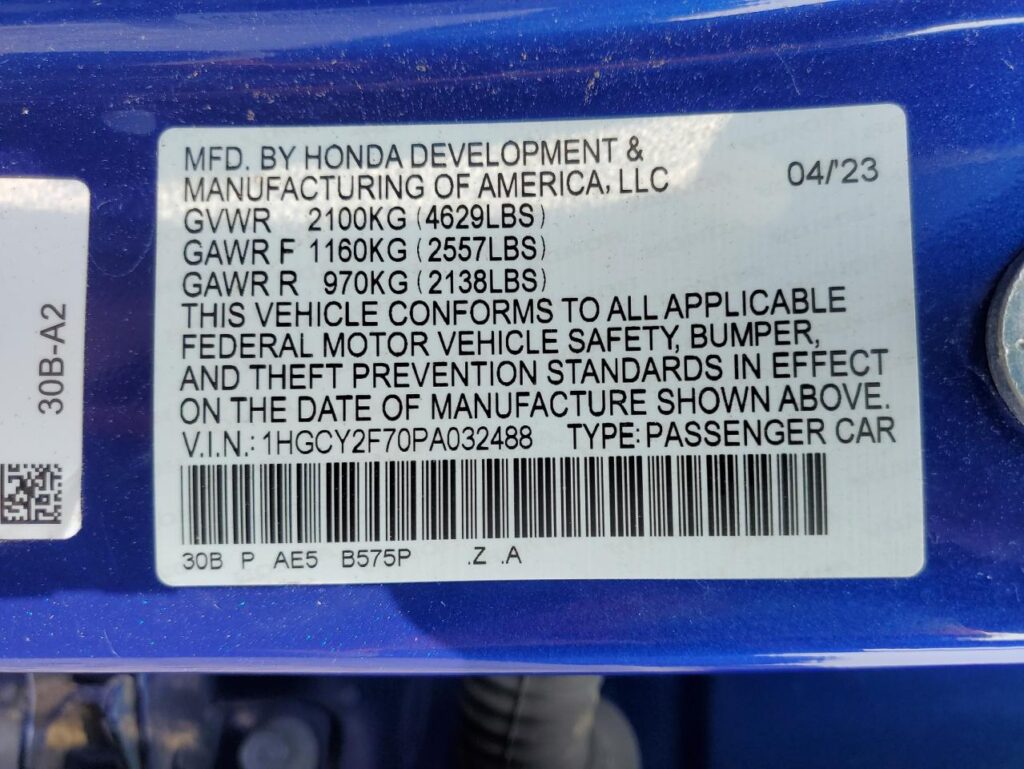 MFD. BY HONDA DEVELOPMENT &
MANUFACTURING OF AMERICA, LLC
04/'23
GVWR 2100KG (4629LBS)
GAWR F 1160KG (2557LBS)
GAWR R 970KG (2138LBS)
THIS VEHICLE CONFORMS TO ALL APPLICABLE
FEDERAL MOTOR VEHICLE SAFETY, BUMPER,
AND THEFT PREVENTION STANDARDS IN EFFECT
ON THE DATE OF MANUFACTURE SHOWN ABOVE.
V.I.N.: 1HGCY2F70PA032488 TYPE: PASSENGER CAR
30B P AE5 B575P .Z .A
30B-A2